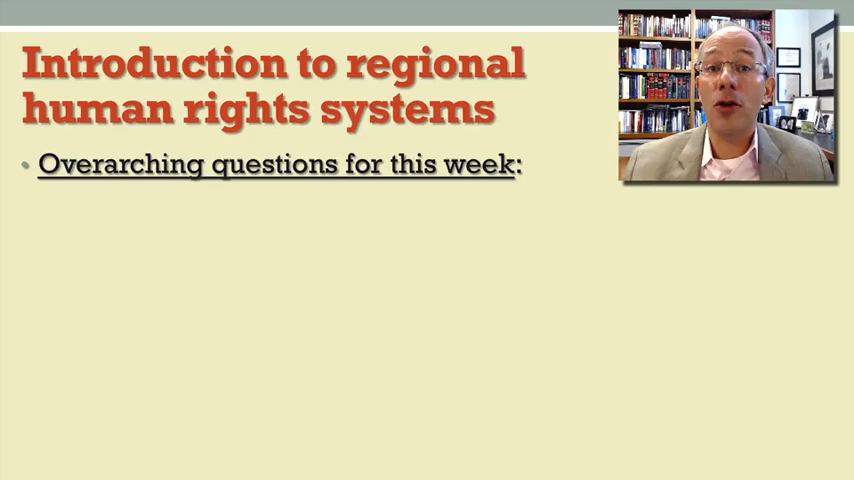 Introduction to regional
human rights systems
• Overarching questions for this week: